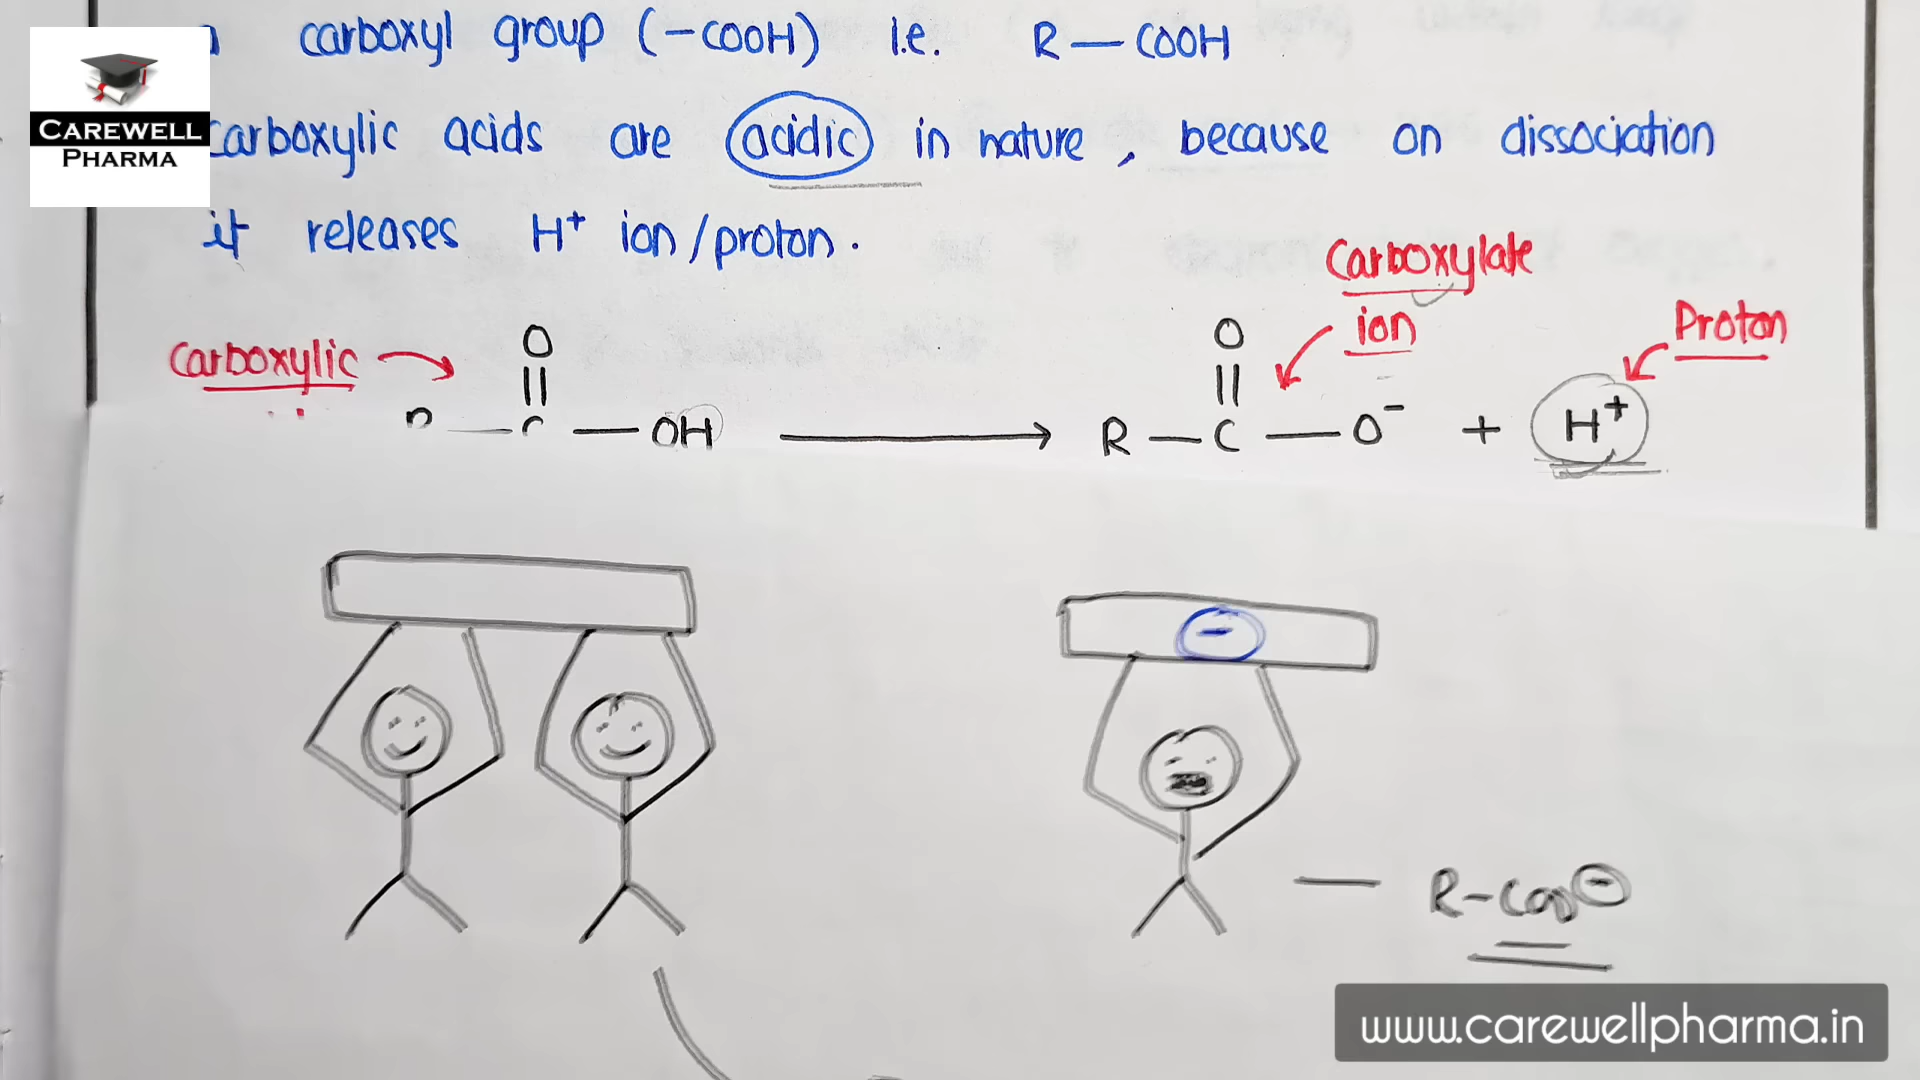 carboxyl group (-COOH) i.e. R — COOH
CAREWELL
PHARMA
carboxylic acids are acidic in nature, because on dissociation
it releases H⁺ ion/proton.
Carboxylate
ion
Proton
Carboxylic
O
O
— OH → R — C — O⁻ + H⁺
-
R-COO⊖
www.carewellpharma.in